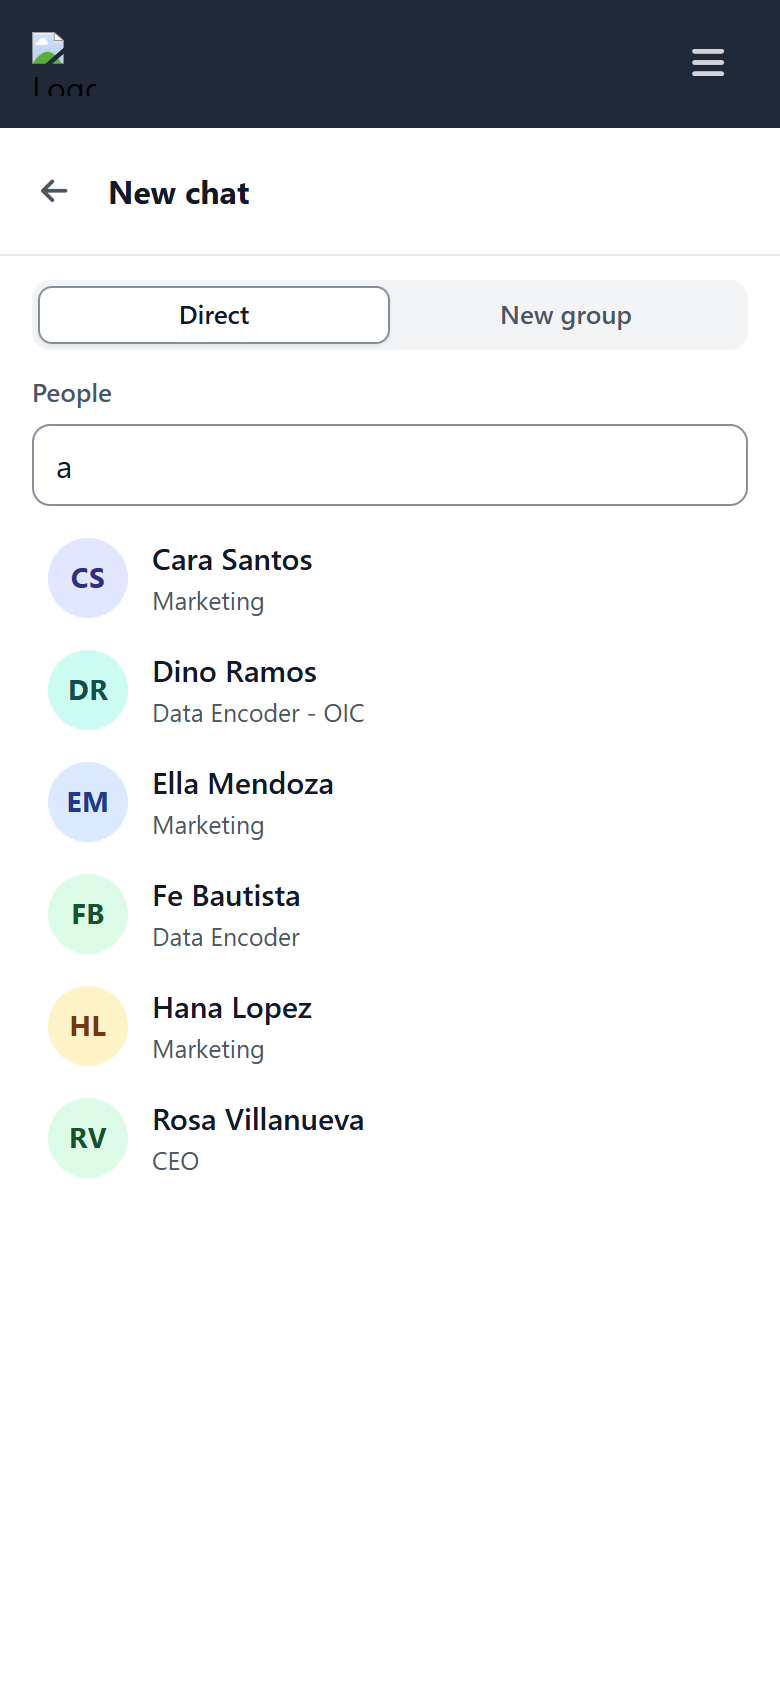 Logo
New chat
Direct
New group
People
a
CS
Cara Santos
Marketing
DR
Dino Ramos
Data Encoder - OIC
EM
Ella Mendoza
Marketing
FB
Fe Bautista
Data Encoder
HL
Hana Lopez
Marketing
RV
Rosa Villanueva
CEO